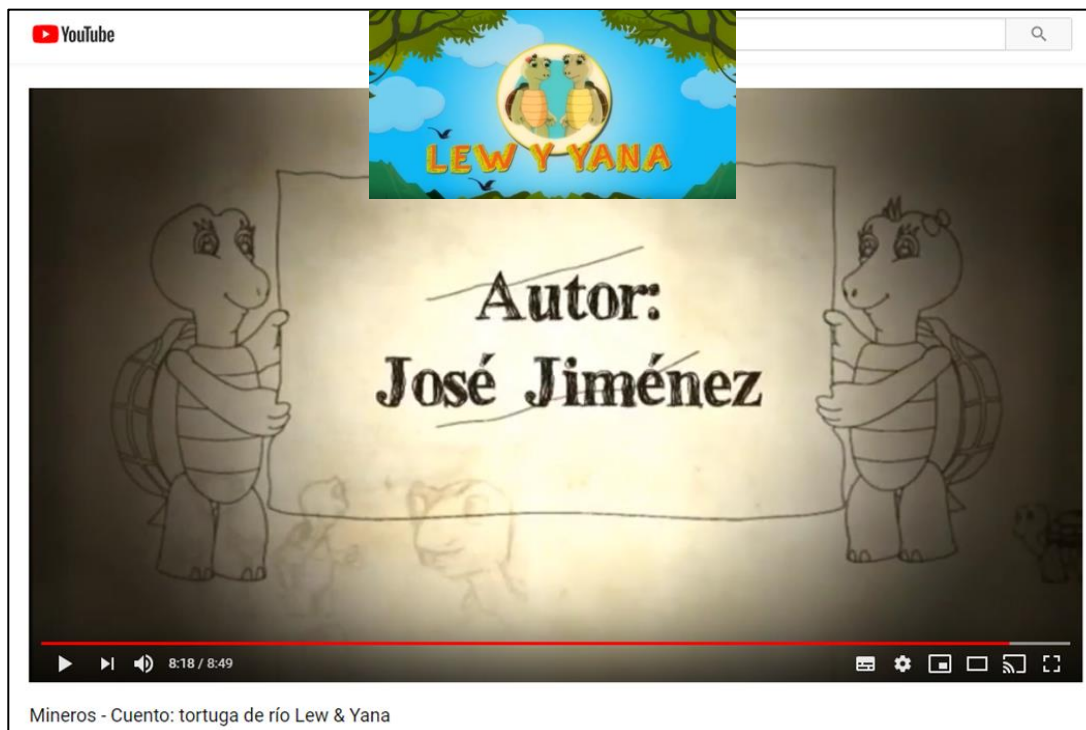 YouTube
LEW Y YANA
Autor:
José Jiménez
8:18 / 8:49
Mineros - Cuento: tortuga de río Lew & Yana